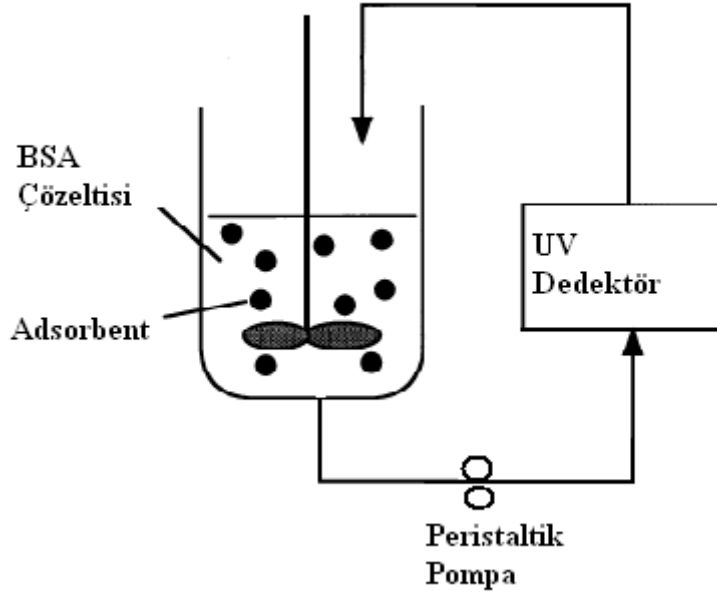 BSA
Çözeltisi
Adsorbent
UV
Dedektör
Peristaltik
Pompa